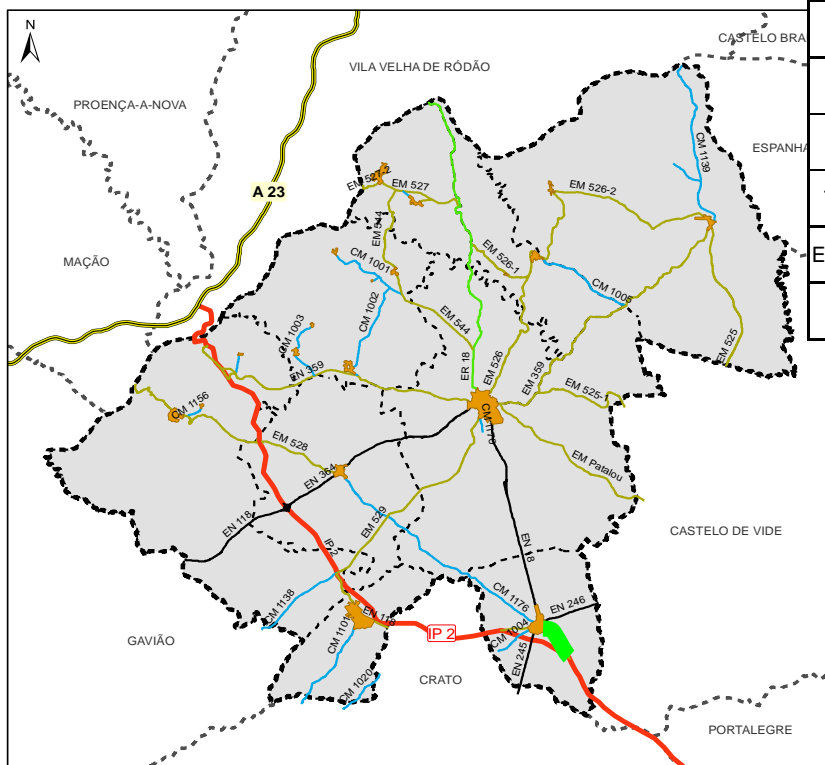 N
CASTELO BRA
VILA VELHA DE RÓDÃO
PROENÇA-A-NOVA
ESPANHA
CM 1139
A 23
EM 527-2
EM 527
EM 526-2
EM 544
MAÇÃO
CM 1001
EM 526-1
E
CM 1005
CM 1002
CM 1003
EM 544
EM 525
ER 18
EM 526
EM 359
EN 359
EM 525-1
CM 1156
CM 1176
EM 528
EN 364
EM Patalou
EN 118
EM 529
IP 2
EN 18
CASTELO DE VIDE
CM 1138
CM 1176
EN 246
GAVIÃO
CM 1101
EN 118
IP 2
CM 1004
EN 245
CM 1020
CRATO
PORTALEGRE